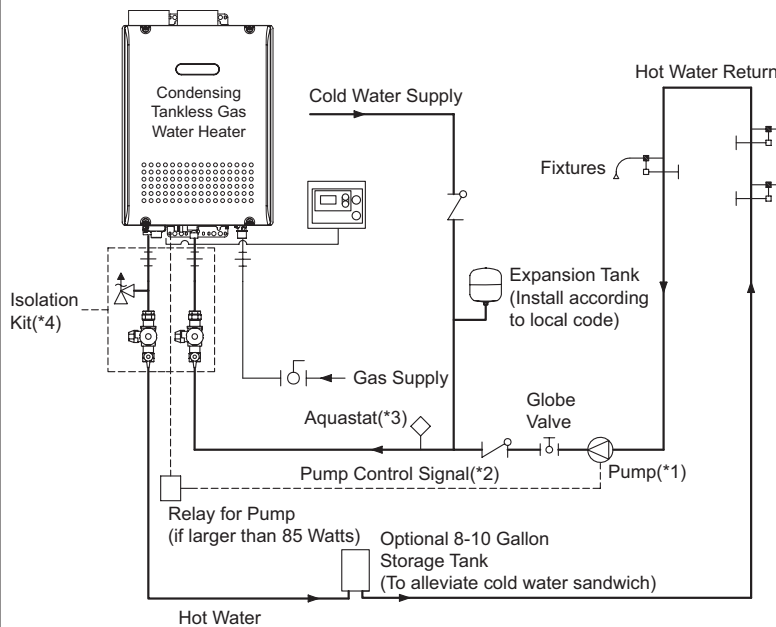 Condensing
Tankless Gas
Water Heater
Cold Water Supply
Hot Water Return
Fixtures
Expansion Tank
(Install according
to local code)
Isolation
Kit(*4)
Gas Supply
Globe
Valve
Aquastat(*3)
Pump(*1)
Pump Control Signal(*2)
Relay for Pump
(if larger than 85 Watts)
Optional 8-10 Gallon
Storage Tank
(To alleviate cold water sandwich)
Hot Water